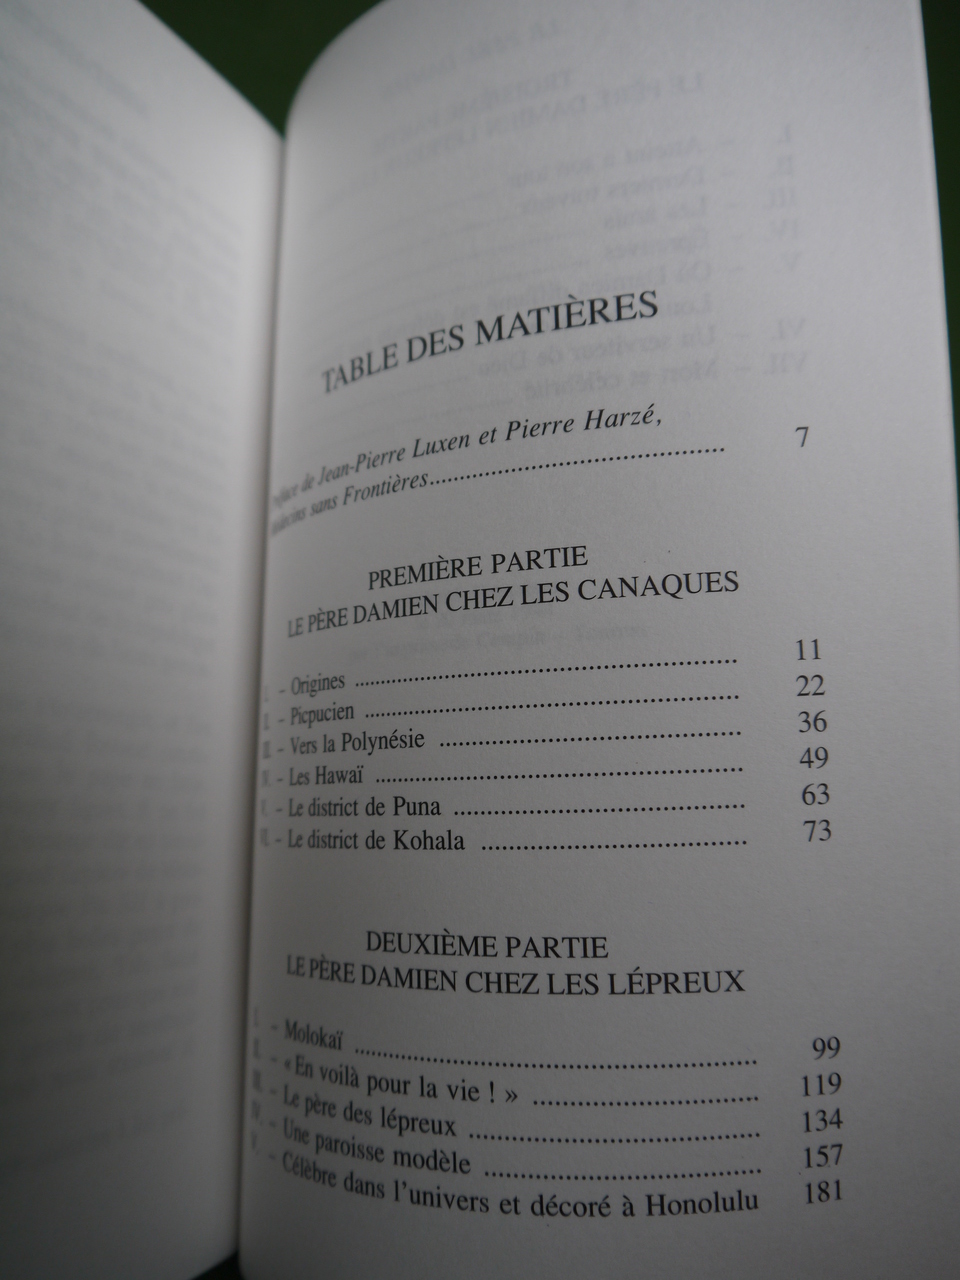 TABLE DES MATIÈRES
de Jean-Pierre Luxen et Pierre Harzé,
sans Frontières.................................................. 7
PREMIÈRE PARTIE
LE PÈRE DAMIEN CHEZ LES CANAQUES
- Origines .................................................. 11
- Picpucien .................................................. 22
- Vers la Polynésie .................................................. 36
- Les Hawaï .................................................. 49
- Le district de Puna .................................................. 63
- Le district de Kohala .................................................. 73
DEUXIÈME PARTIE
LE PÈRE DAMIEN CHEZ LES LÉPREUX
- Molokaï .................................................. 99
- « En voilà pour la vie ! » .................................................. 119
- Le père des lépreux .................................................. 134
- Une paroisse modèle .................................................. 157
- Célèbre dans l'univers et décoré à Honolulu 181